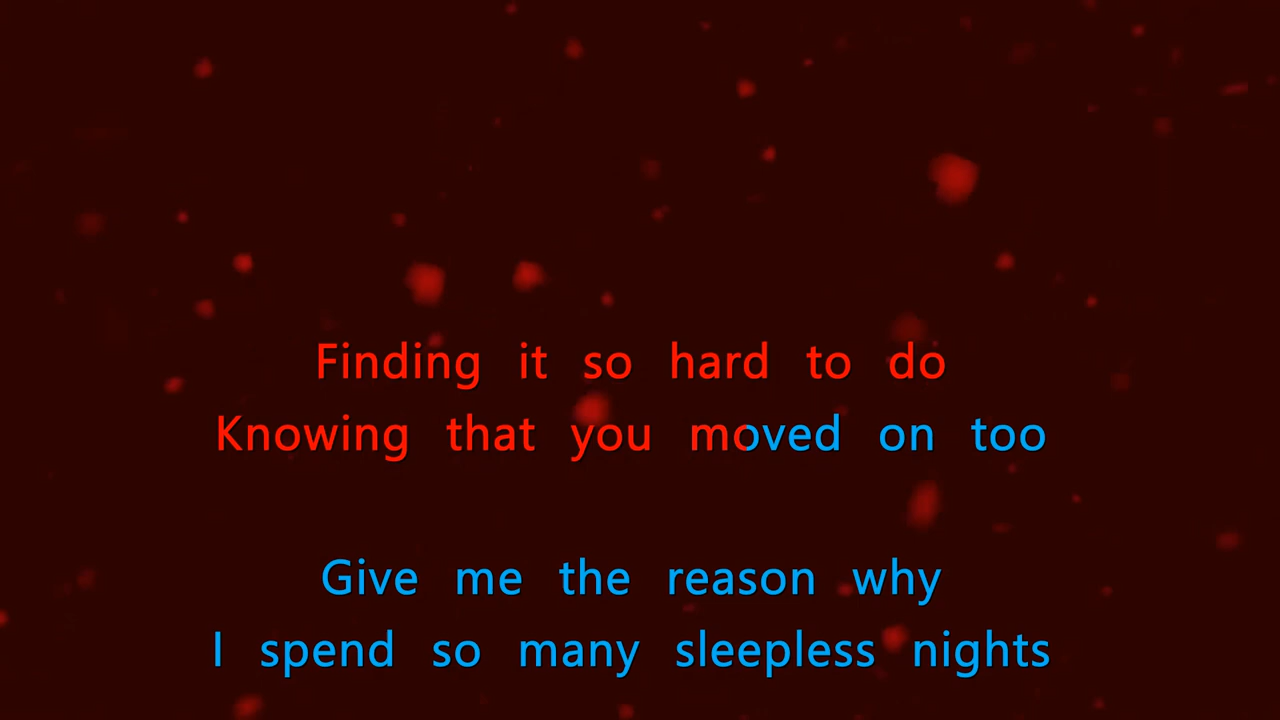 Finding it so hard to do
Knowing that you moved on too
Give me the reason why
I spend so many sleepless nights